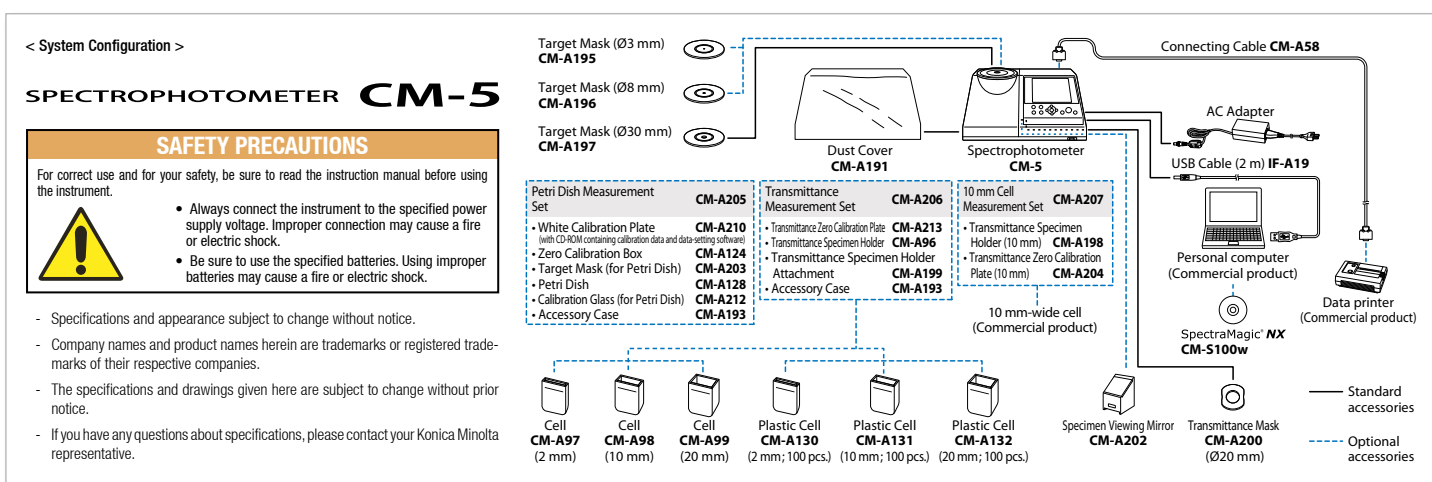 < System Configuration >
SPECTROPHOTOMETER CM-5
SAFETY PRECAUTIONS
For correct use and for your safety, be sure to read the instruction manual before using
the instrument.
• Always connect the instrument to the specified power
supply voltage. Improper connection may cause a fire
or electric shock.
• Be sure to use the specified batteries. Using improper
batteries may cause a fire or electric shock.
- Specifications and appearance subject to change without notice.
- Company names and product names herein are trademarks or registered trade-
marks of their respective companies.
- The specifications and drawings given here are subject to change without prior
notice.
- If you have any questions about specifications, please contact your Konica Minolta
representative.
Target Mask (Ø3 mm)
CM-A195
Target Mask (Ø8 mm)
CM-A196
Target Mask (Ø30 mm)
CM-A197
Dust Cover
CM-A191
Spectrophotometer
CM-5
Connecting Cable CM-A58
AC Adapter
USB Cable (2 m) IF-A19
Personal computer
(Commercial product)
SpectraMagic® NX
CM-S100w
Data printer
(Commercial product)
Petri Dish Measurement
Set CM-A205
• White Calibration Plate CM-A210
(with CD-ROM containing calibration data and data-setting software)
• Zero Calibration Box CM-A124
• Target Mask (for Petri Dish) CM-A203
• Petri Dish CM-A128
• Calibration Glass (for Petri Dish) CM-A212
• Accessory Case CM-A193
Transmittance
Measurement Set CM-A206
• Transmittance Zero Calibration Plate CM-A213
• Transmittance Specimen Holder CM-A96
• Transmittance Specimen Holder
Attachment CM-A199
• Accessory Case CM-A193
10 mm Cell
Measurement Set CM-A207
• Transmittance Specimen
Holder (10 mm) CM-A198
• Transmittance Zero Calibration
Plate (10 mm) CM-A204
10 mm-wide cell
(Commercial product)
Cell
CM-A97
(2 mm)
Cell
CM-A98
(10 mm)
Cell
CM-A99
(20 mm)
Plastic Cell
CM-A130
(2 mm; 100 pcs.)
Plastic Cell
CM-A131
(10 mm; 100 pcs.)
Plastic Cell
CM-A132
(20 mm; 100 pcs.)
Specimen Viewing Mirror
CM-A202
Transmittance Mask
CM-A200
(Ø20 mm)
Standard
accessories
Optional
accessories